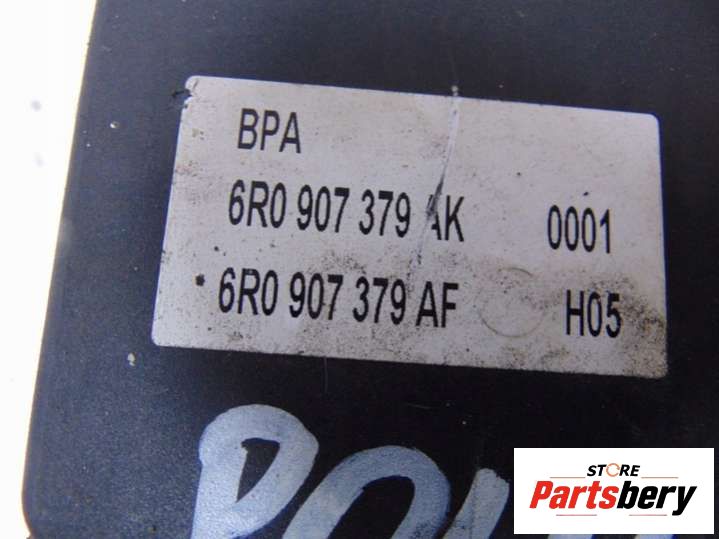 BPA
6R0 907 379 AK 0001
6R0 907 379 AF H05
STORE
Partsbery